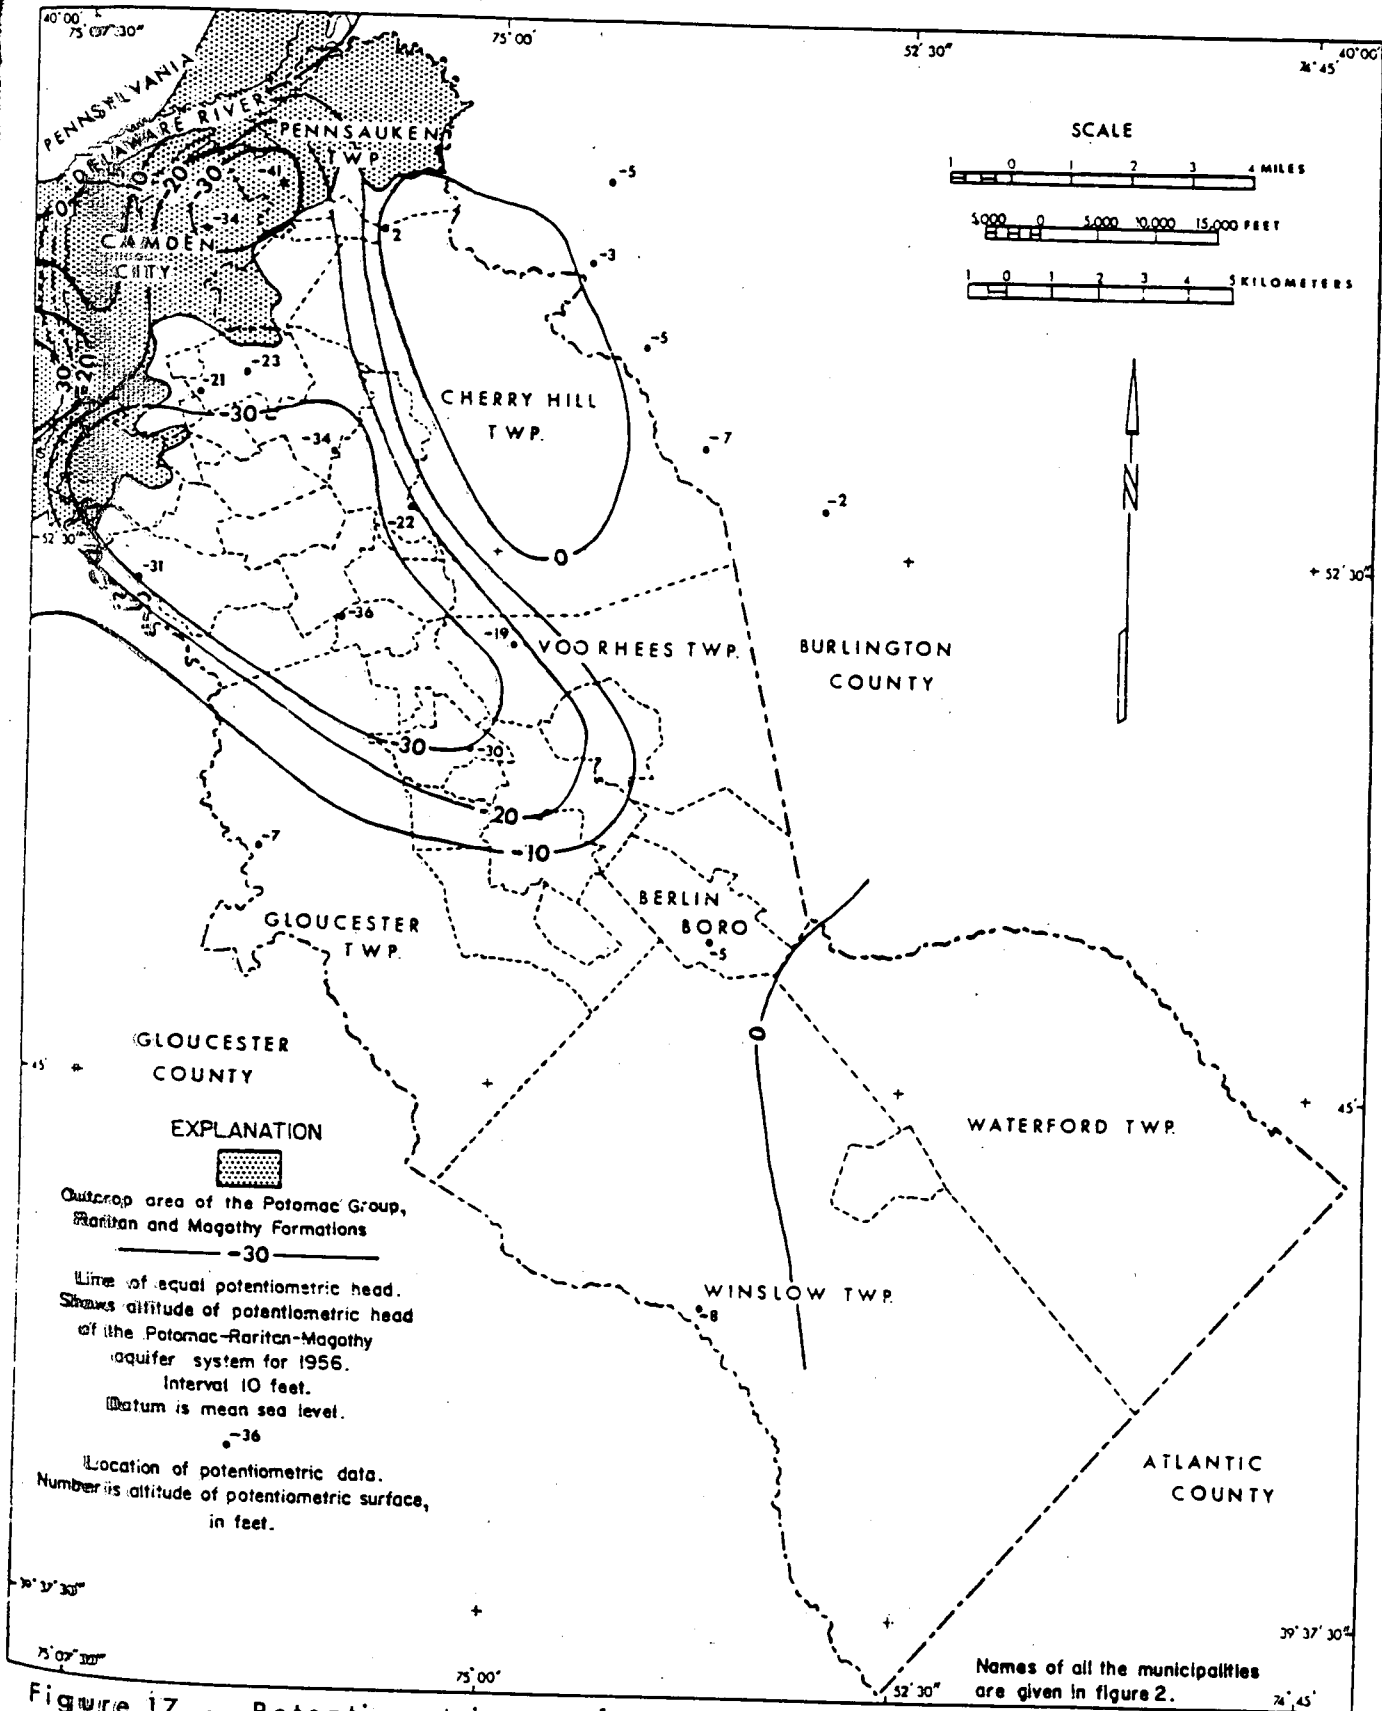 40°00'
75°07'30"
75°00'
52'30"
74°45'
40°00'
PENNSYLVANIA
DELAWARE RIVER
PENNSAUKEN
TWP.
SCALE
1 0 1 2 3 4 MILES
5,000 0 5,000 10,000 15,000 FEET
1 0 1 2 3 4 5 KILOMETERS
0
-10
-20
-30
-41
-34
-5
2
-3
CAMDEN
CITY
-5
-30
-20
-23
-21
-30
CHERRY HILL
TWP.
-34
-7
-2
-22
52'30"
0
52'30"
-31
-36
-19
VOORHEES TWP.
BURLINGTON
COUNTY
N
-30
-30
-20
-10
-7
BERLIN
BORO
-5
GLOUCESTER
TWP.
0
GLOUCESTER
COUNTY
45'
45'
WATERFORD TWP.
EXPLANATION
Outcrop area of the Potomac Group,
Raritan and Magothy Formations
-30
Line of equal potentiometric head.
Shows altitude of potentiometric head
of the Potomac-Raritan-Magothy
aquifer system for 1956.
Interval 10 feet.
Datum is mean sea level.
-36
Location of potentiometric data.
Number is altitude of potentiometric surface,
in feet.
WINSLOW TWP.
-8
ATLANTIC
COUNTY
39°37'30"
39°37'30"
75°07'30"
75°00'
52'30"
74°45'
Names of all the municipalities
are given in figure 2.
Figure 17